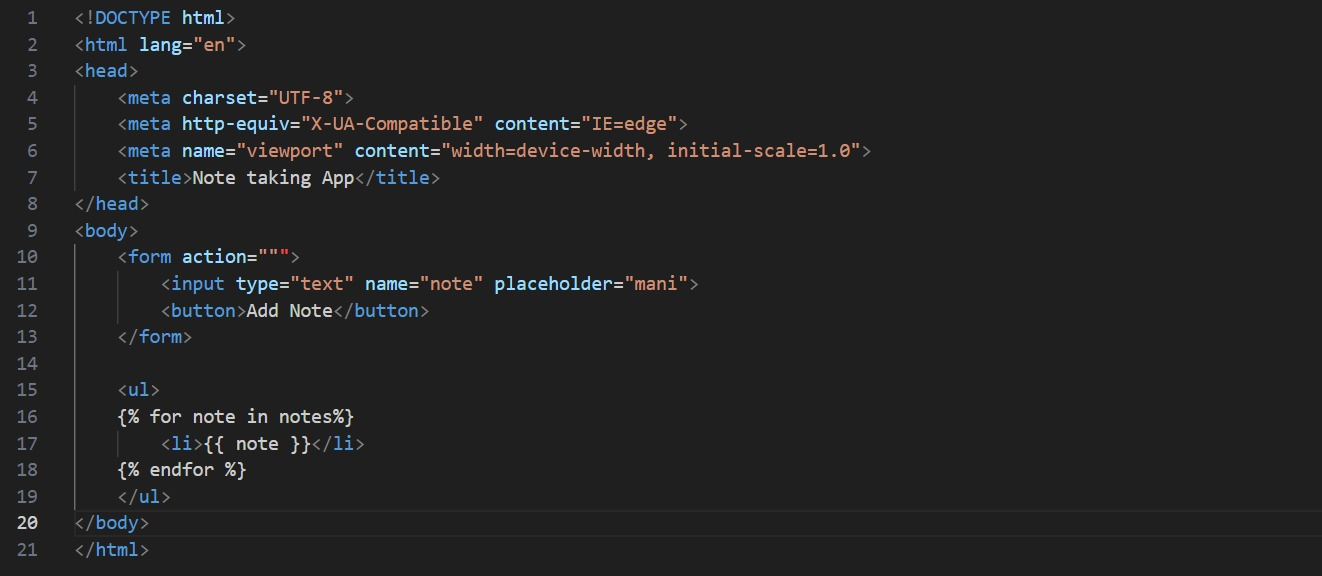 1 <!DOCTYPE html>
2 <html lang="en">
3 <head>
4     <meta charset="UTF-8">
5     <meta http-equiv="X-UA-Compatible" content="IE=edge">
6     <meta name="viewport" content="width=device-width, initial-scale=1.0">
7     <title>Note taking App</title>
8 </head>
9 <body>
10     <form action=""">
11         <input type="text" name="note" placeholder="mani">
12         <button>Add Note</button>
13     </form>
14
15     <ul>
16     {% for note in notes%}
17         <li>{{ note }}</li>
18     {% endfor %}
19     </ul>
20 </body>
21 </html>